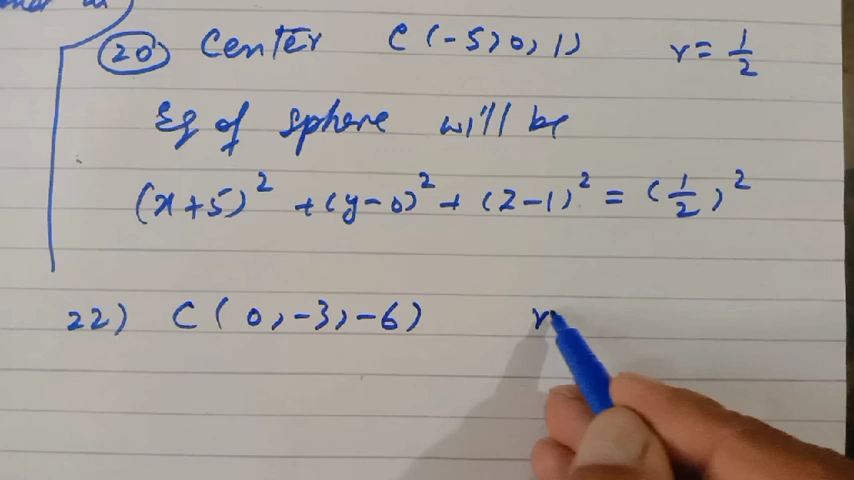 20 Center C (-5, 0, 1) r = 1/2
Eq of sphere will be
(x+5)² + (y-0)² + (z-1)² = (1/2)²
22) C ( 0, -3, -6) r